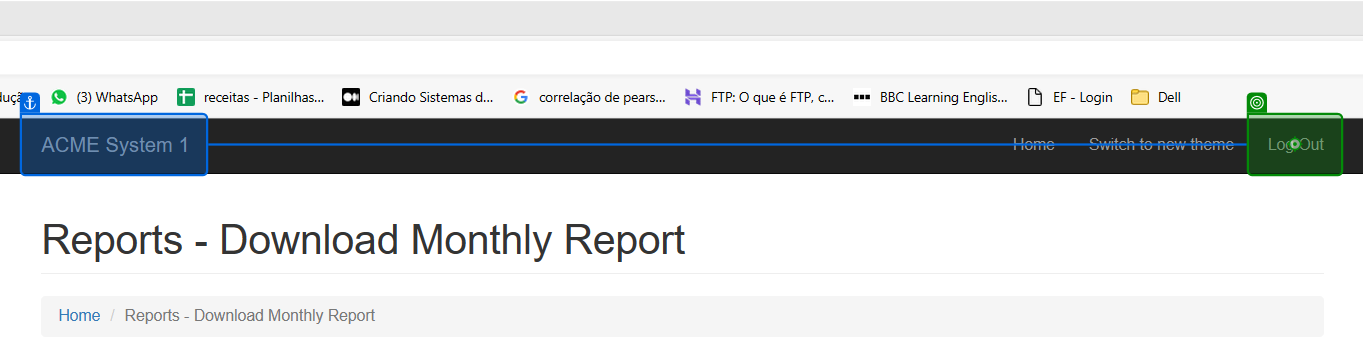 (3) WhatsApp receitas - Planilhas... Criando Sistemas d... correlação de pears... FTP: O que é FTP, c... BBC Learning Englis... EF - Login Dell
ACME System 1 Home Switch to new theme Log Out
Reports - Download Monthly Report
Home / Reports - Download Monthly Report